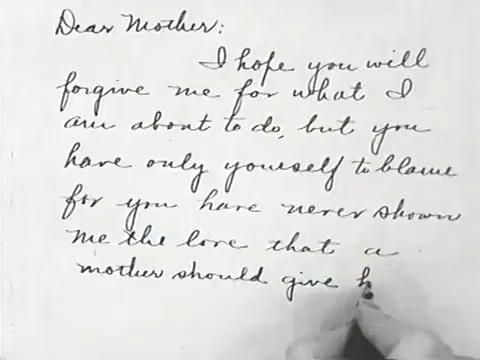 Dear Mother:
I hope you will
forgive me for what I
am about to do, but you
have only yourself to blame
for you have never shown
me the love that a
mother should give h